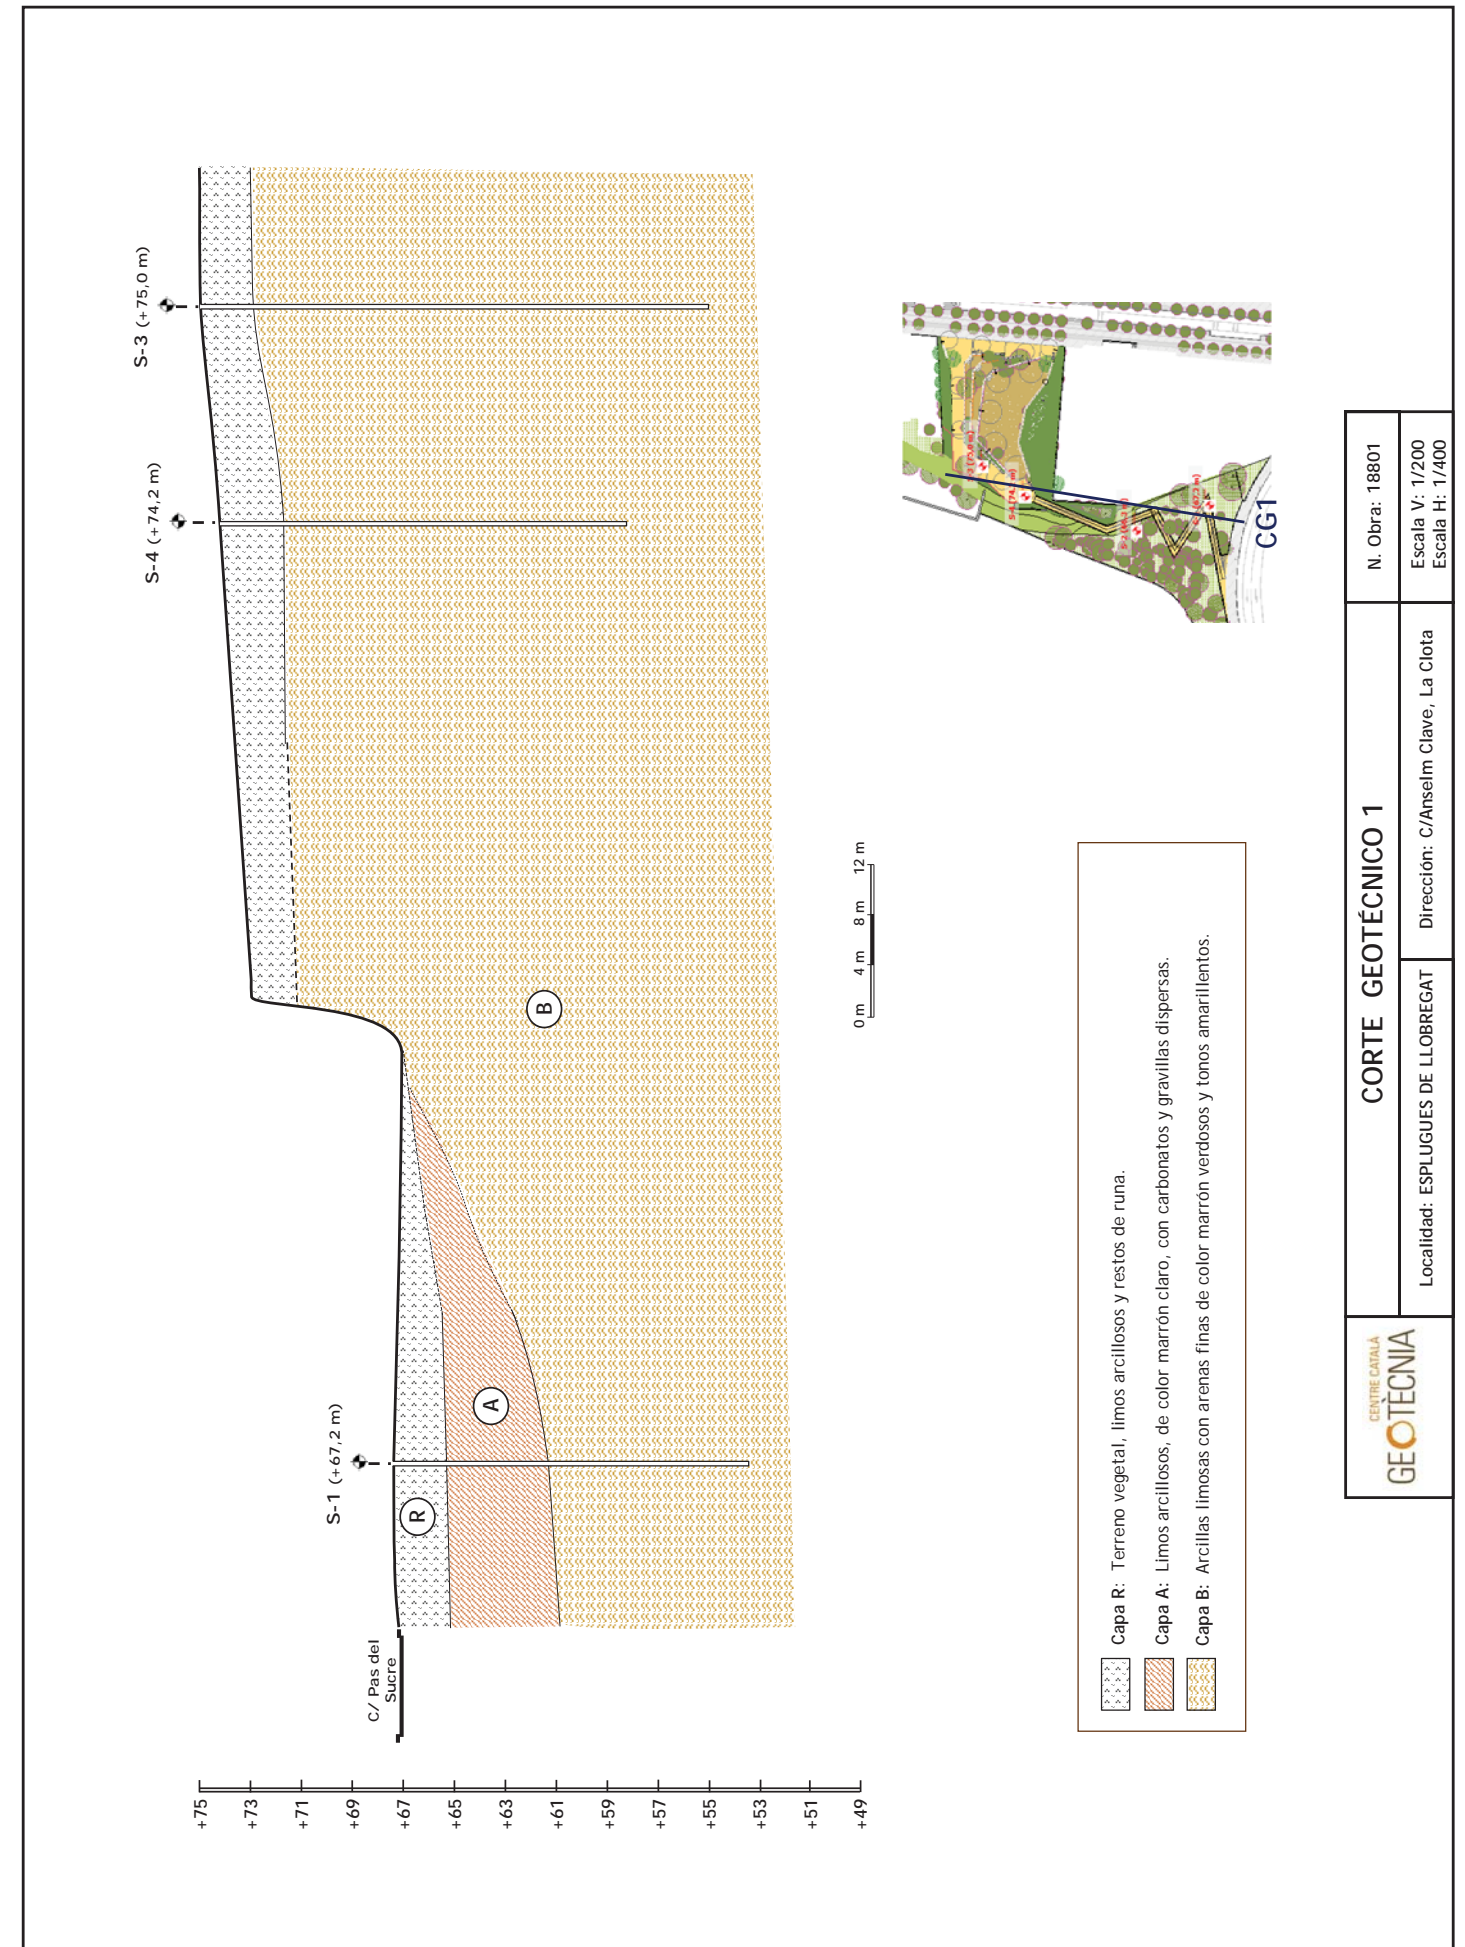 S-3 (+75,0 m)
S-4 (+74,2 m)
S-1 (+67,2 m)
C/ Pas del
Sucre
R
A
B
+75
+73
+71
+69
+67
+65
+63
+61
+59
+57
+55
+53
+51
+49
0 m 4 m 8 m 12 m
CG1
Capa R: Terreno vegetal, limos arcillosos y restos de runa.
Capa A: Limos arcillosos, de color marrón claro, con carbonatos y gravillas dispersas.
Capa B: Arcillas limosas con arenas finas de color marrón verdosos y tonos amarillentos.
CENTRE CATALÀ
GEOTÈCNIA
CORTE GEOTÉCNICO 1
N. Obra: 18801
Localidad: ESPLUGUES DE LLOBREGAT
Dirección: C/Anselm Clave, La Clota
Escala V: 1/200
Escala H: 1/400